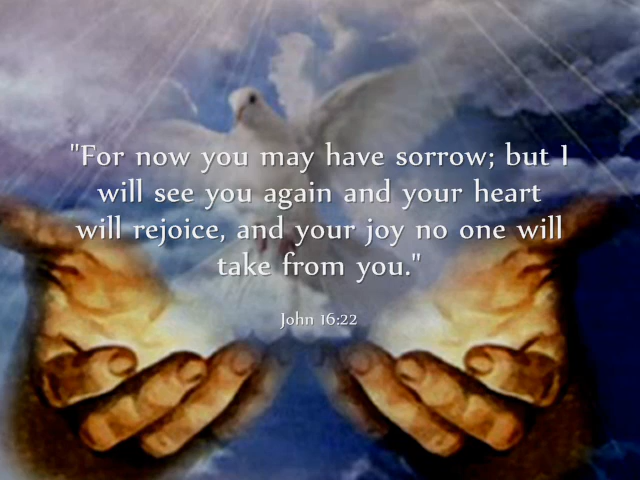 "For now you may have sorrow; but I
will see you again and your heart
will rejoice, and your joy no one will
take from you."
John 16:22